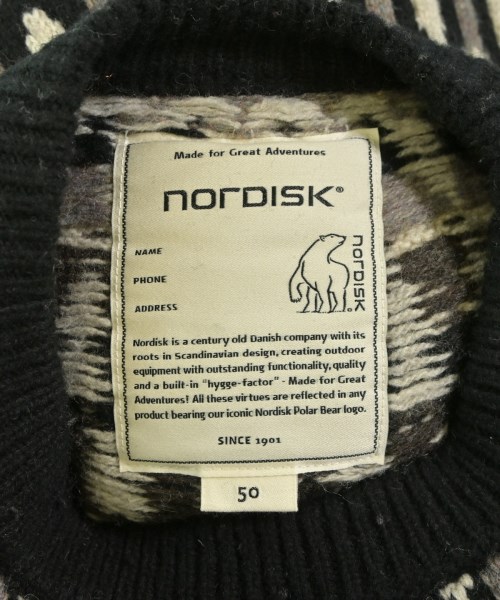 Made for Great Adventures
NORDISK®
NAME
PHONE
ADDRESS
NORDISK®
Nordisk is a century old Danish company with its
roots in Scandinavian design, creating outdoor
equipment with outstanding functionality, quality
and a built-in "hygge-factor" - Made for Great
Adventures! All these virtues are reflected in any
product bearing our iconic Nordisk Polar Bear logo.
SINCE 1901
50